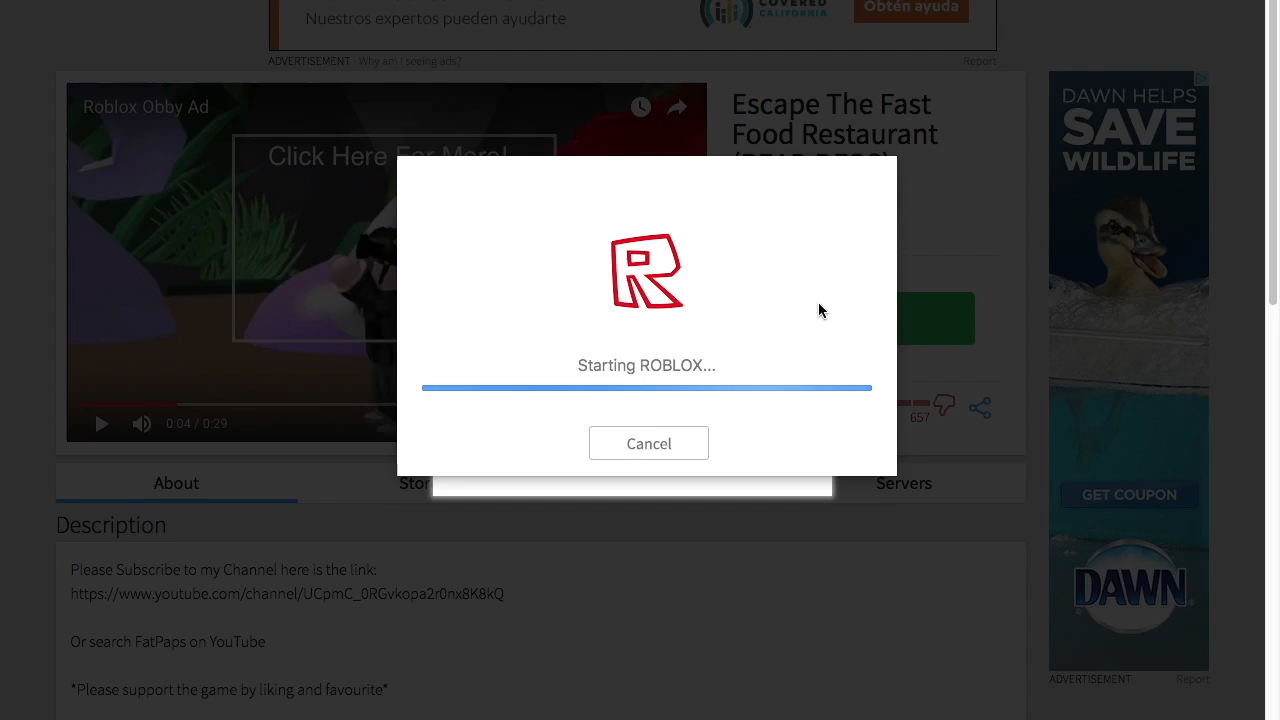 Nuestros expertos pueden ayudarte
COVERED
CALIFORNIA
Obtén ayuda
ADVERTISEMENT - Why am I seeing ads?
Report
Roblox Obby Ad
Click Here For More!
0:04 / 0:29
Escape The Fast
Food Restaurant
R
Starting ROBLOX...
Cancel
657
About
Stor
Servers
Description
Please Subscribe to my Channel here is the link:
https://www.youtube.com/channel/UCpmC_0RGvkopa2r0nx8K8kQ
Or search FatPaps on YouTube
*Please support the game by liking and favourite*
DAWN HELPS
SAVE
WILDLIFE
GET COUPON
DAWN
ADVERTISEMENT
Report